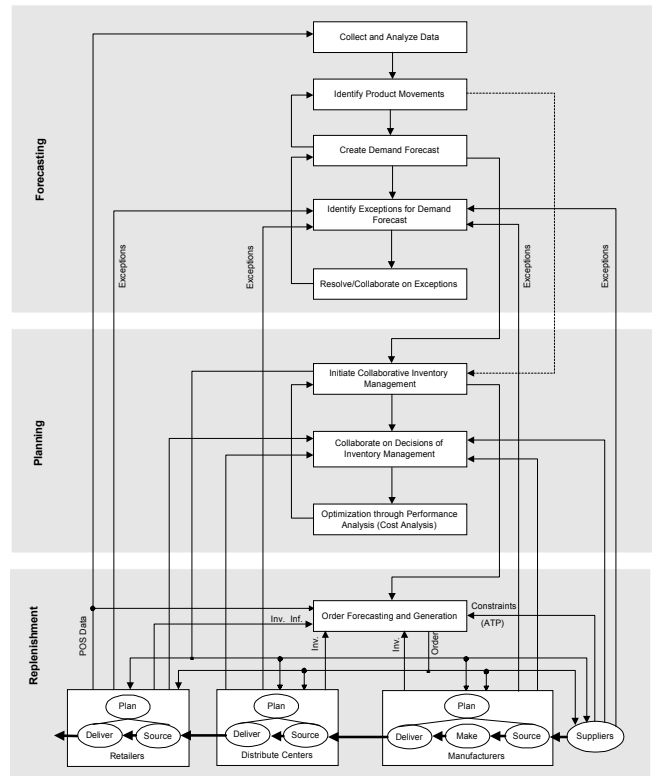 Forecasting
Collect and Analyze Data
Identify Product Movements
Create Demand Forecast
Identify Exceptions for Demand
Forecast
Resolve/Collaborate on Exceptions
Exceptions
Exceptions
Exceptions
Exceptions
Planning
Initiate Collaborative Inventory
Management
Collaborate on Decisions of
Inventory Management
Optimization through Performance
Analysis (Cost Analysis)
Replenishment
POS Data
Order Forecasting and Generation
Constraints
(ATP)
Inv. Inf.
Inv.
Inv.
Order
Plan
Deliver
Source
Retailers
Plan
Deliver
Source
Distribute Centers
Plan
Deliver
Make
Source
Manufacturers
Suppliers